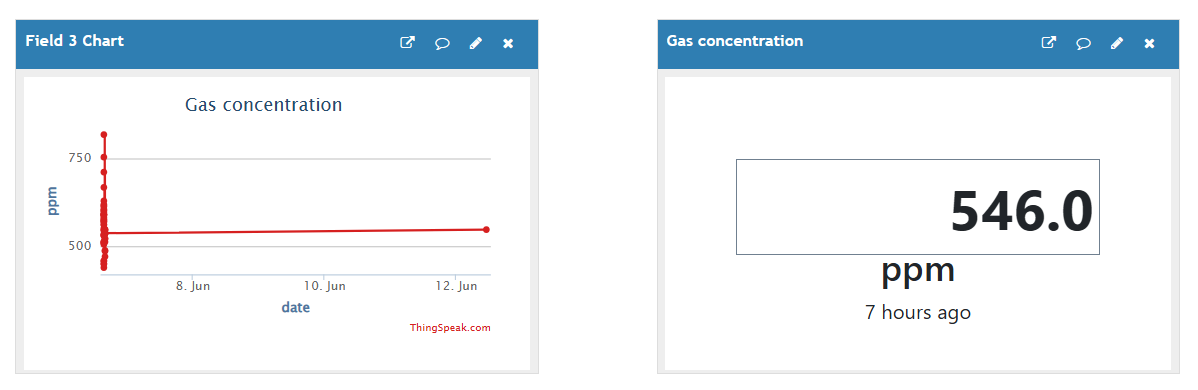 Field 3 Chart
Gas concentration
750
500
ppm
8. Jun
10. Jun
12. Jun
date
ThingSpeak.com
Gas concentration
546.0
ppm
7 hours ago